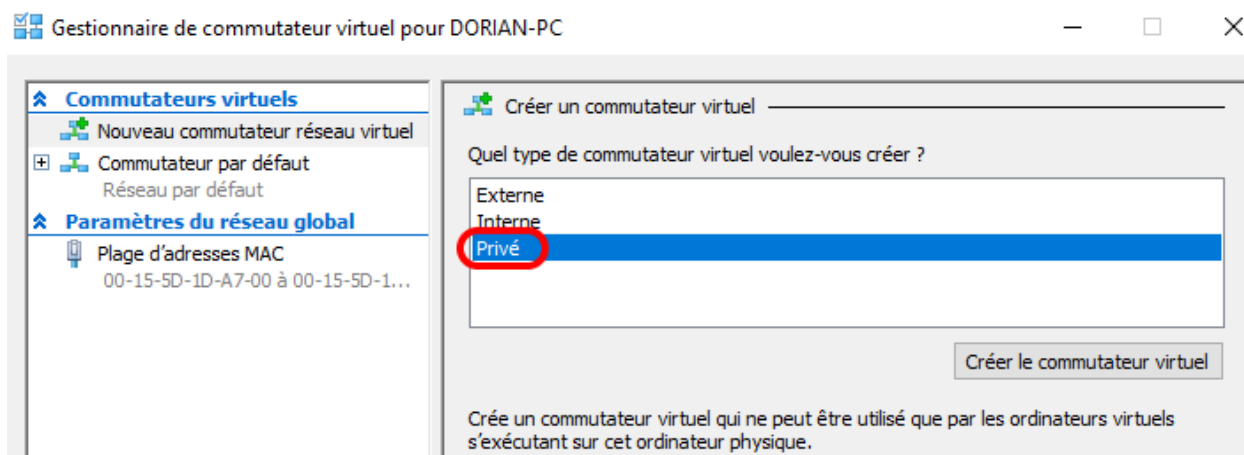 Gestionnaire de commutateur virtuel pour DORIAN-PC
Commutateurs virtuels
Nouveau commutateur réseau virtuel
Commutateur par défaut
Réseau par défaut
Paramètres du réseau global
Plage d'adresses MAC
00-15-5D-1D-A7-00 à 00-15-5D-1...
Créer un commutateur virtuel
Quel type de commutateur virtuel voulez-vous créer ?
Externe
Interne
Privé
Créer le commutateur virtuel
Crée un commutateur virtuel qui ne peut être utilisé que par les ordinateurs virtuels
s'exécutant sur cet ordinateur physique.